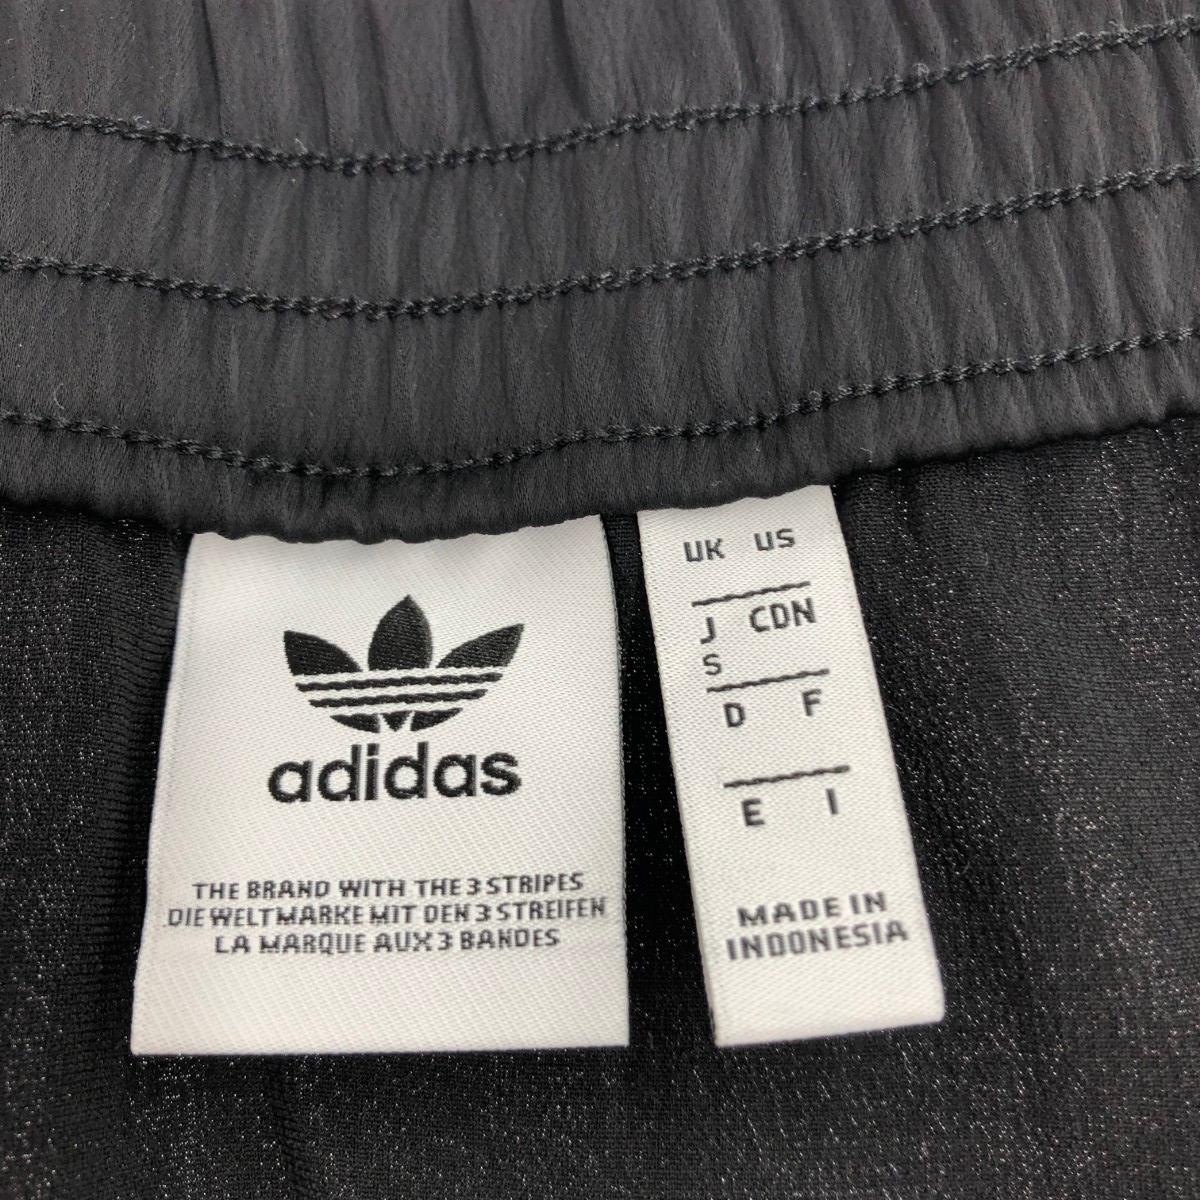 adidas
THE BRAND WITH THE 3 STRIPES
DIE WELTMARKE MIT DEN 3 STREIFEN
LA MARQUE AUX 3 BANDES
UK US
J CDN
S
D F
E I
MADE IN
INDONESIA